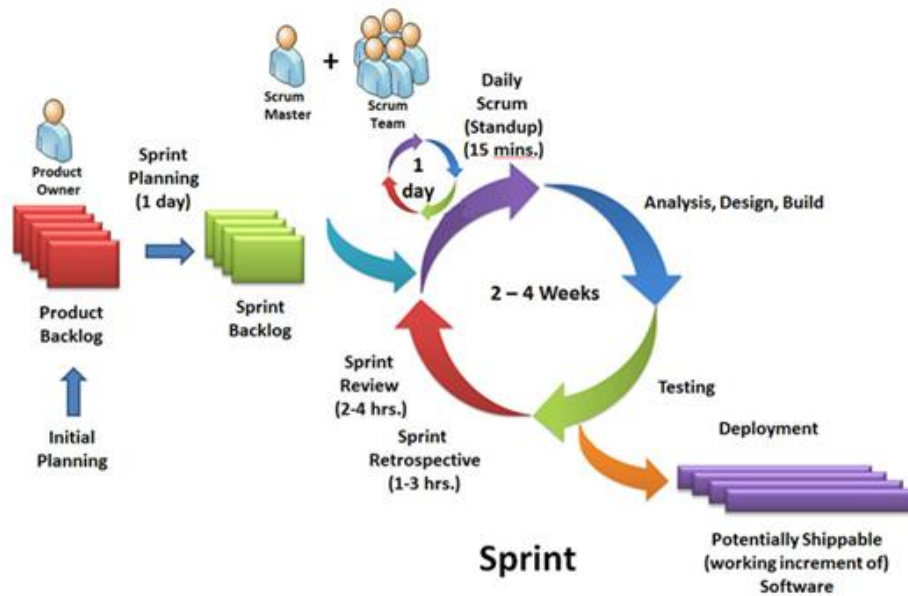 Scrum
Master
+
Scrum
Team
Product
Owner
Sprint
Planning
(1 day)
Daily
Scrum
(Standup)
(15 mins.)
1
day
Analysis, Design, Build
2 – 4 Weeks
Product
Backlog
Sprint
Backlog
Initial
Planning
Sprint
Review
(2-4 hrs.)
Sprint
Retrospective
(1-3 hrs.)
Testing
Deployment
Potentially Shippable
(working increment of)
Software
Sprint